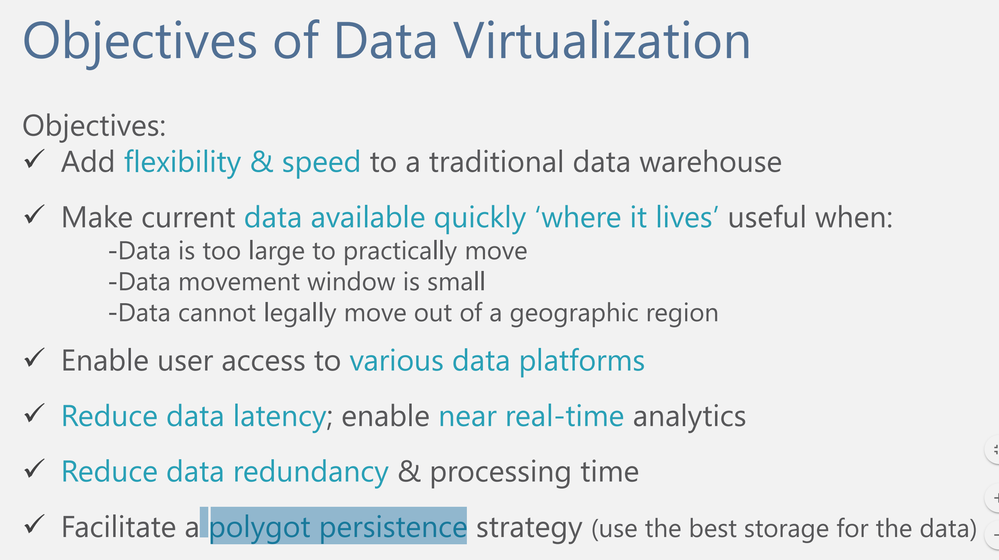 Objectives of Data Virtualization
Objectives:
✓ Add flexibility & speed to a traditional data warehouse
✓ Make current data available quickly ‘where it lives’ useful when:
-Data is too large to practically move
-Data movement window is small
-Data cannot legally move out of a geographic region
✓ Enable user access to various data platforms
✓ Reduce data latency; enable near real-time analytics
✓ Reduce data redundancy & processing time
✓ Facilitate a polygot persistence strategy (use the best storage for the data)